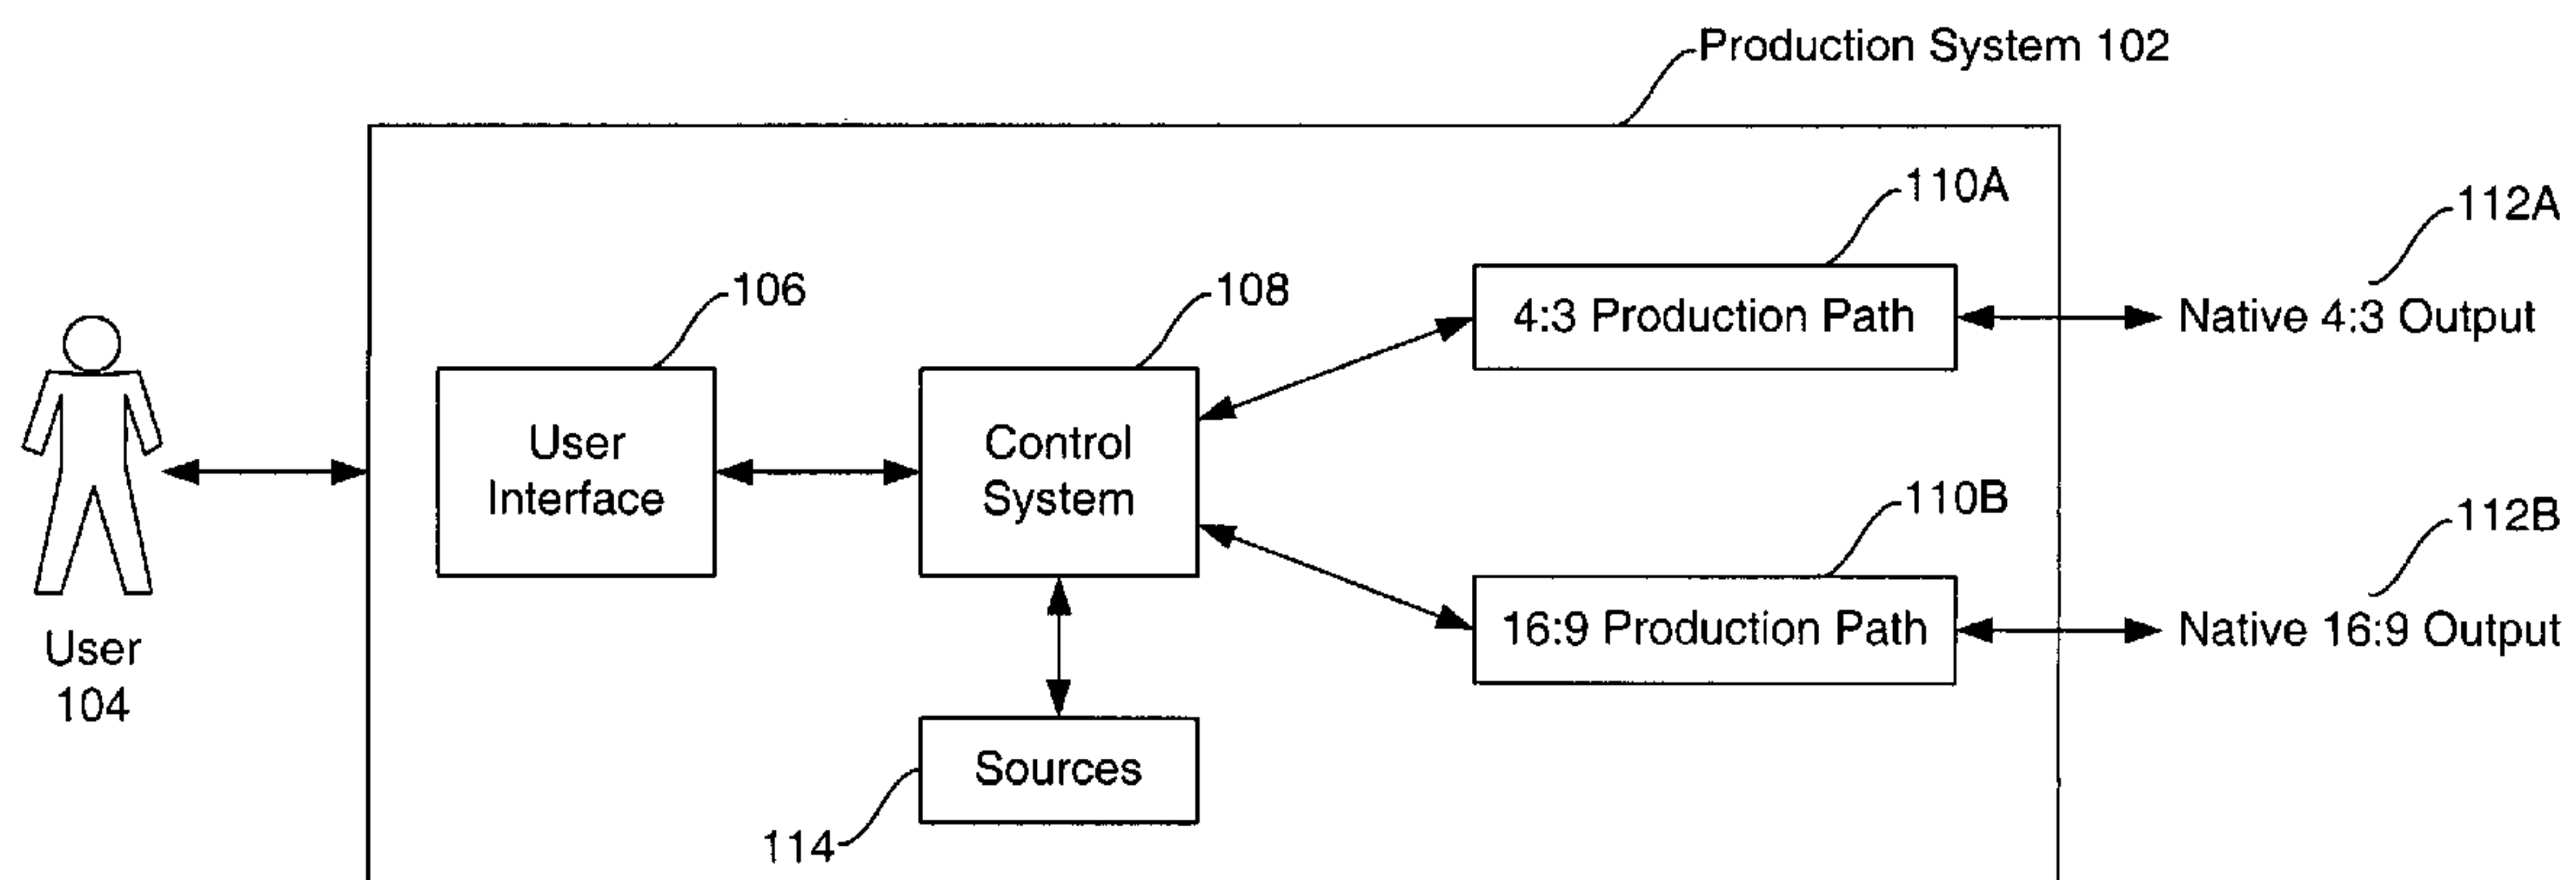 Production System 102
110A
112A
106
108
4:3 Production Path
Native 4:3 Output
User
Interface
Control
System
110B
112B
16:9 Production Path
Native 16:9 Output
User
104
Sources
114